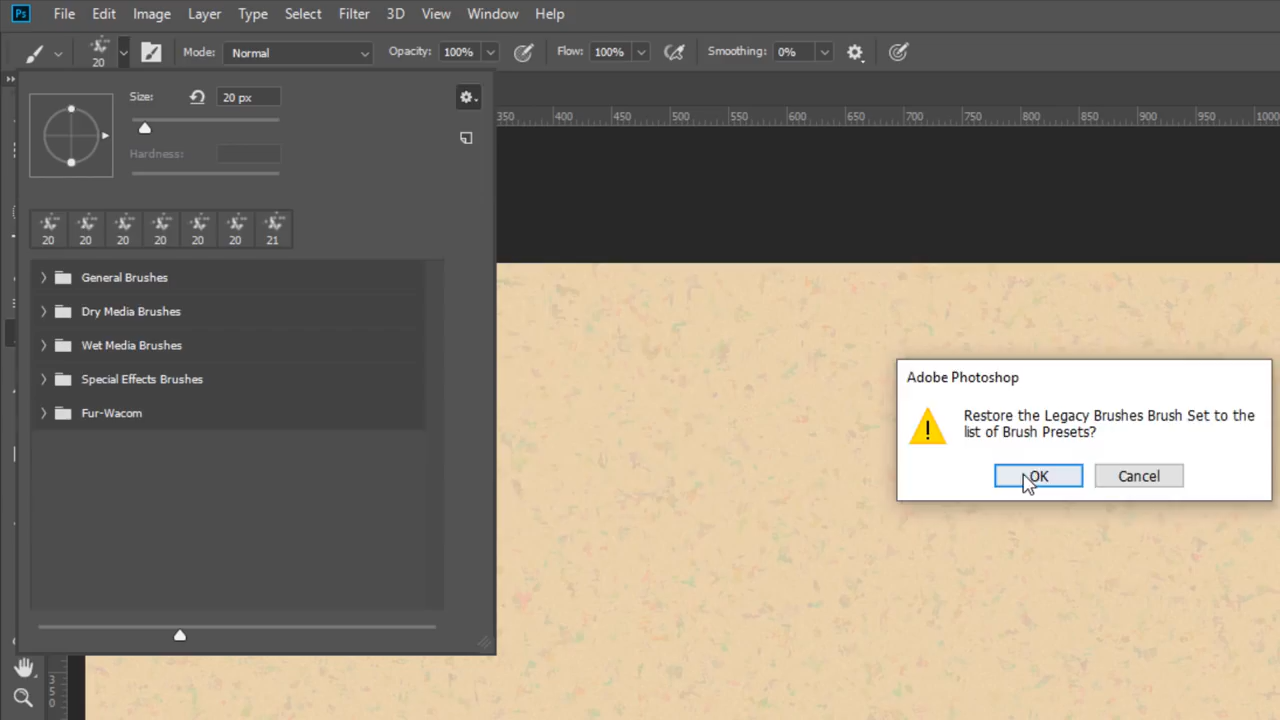 Ps File Edit Image Layer Type Select Filter 3D View Window Help
20 Mode: Normal Opacity: 100% Flow: 100% Smoothing: 0%
Size: 20 px
Hardness:
350 400 450 500 550 600 650 700 750 800 850 900 950 1000
20 20 20 20 20 20 21
General Brushes
Dry Media Brushes
Wet Media Brushes
Special Effects Brushes
Fur-Wacom
Adobe Photoshop
Restore the Legacy Brushes Brush Set to the
list of Brush Presets?
OK Cancel
350